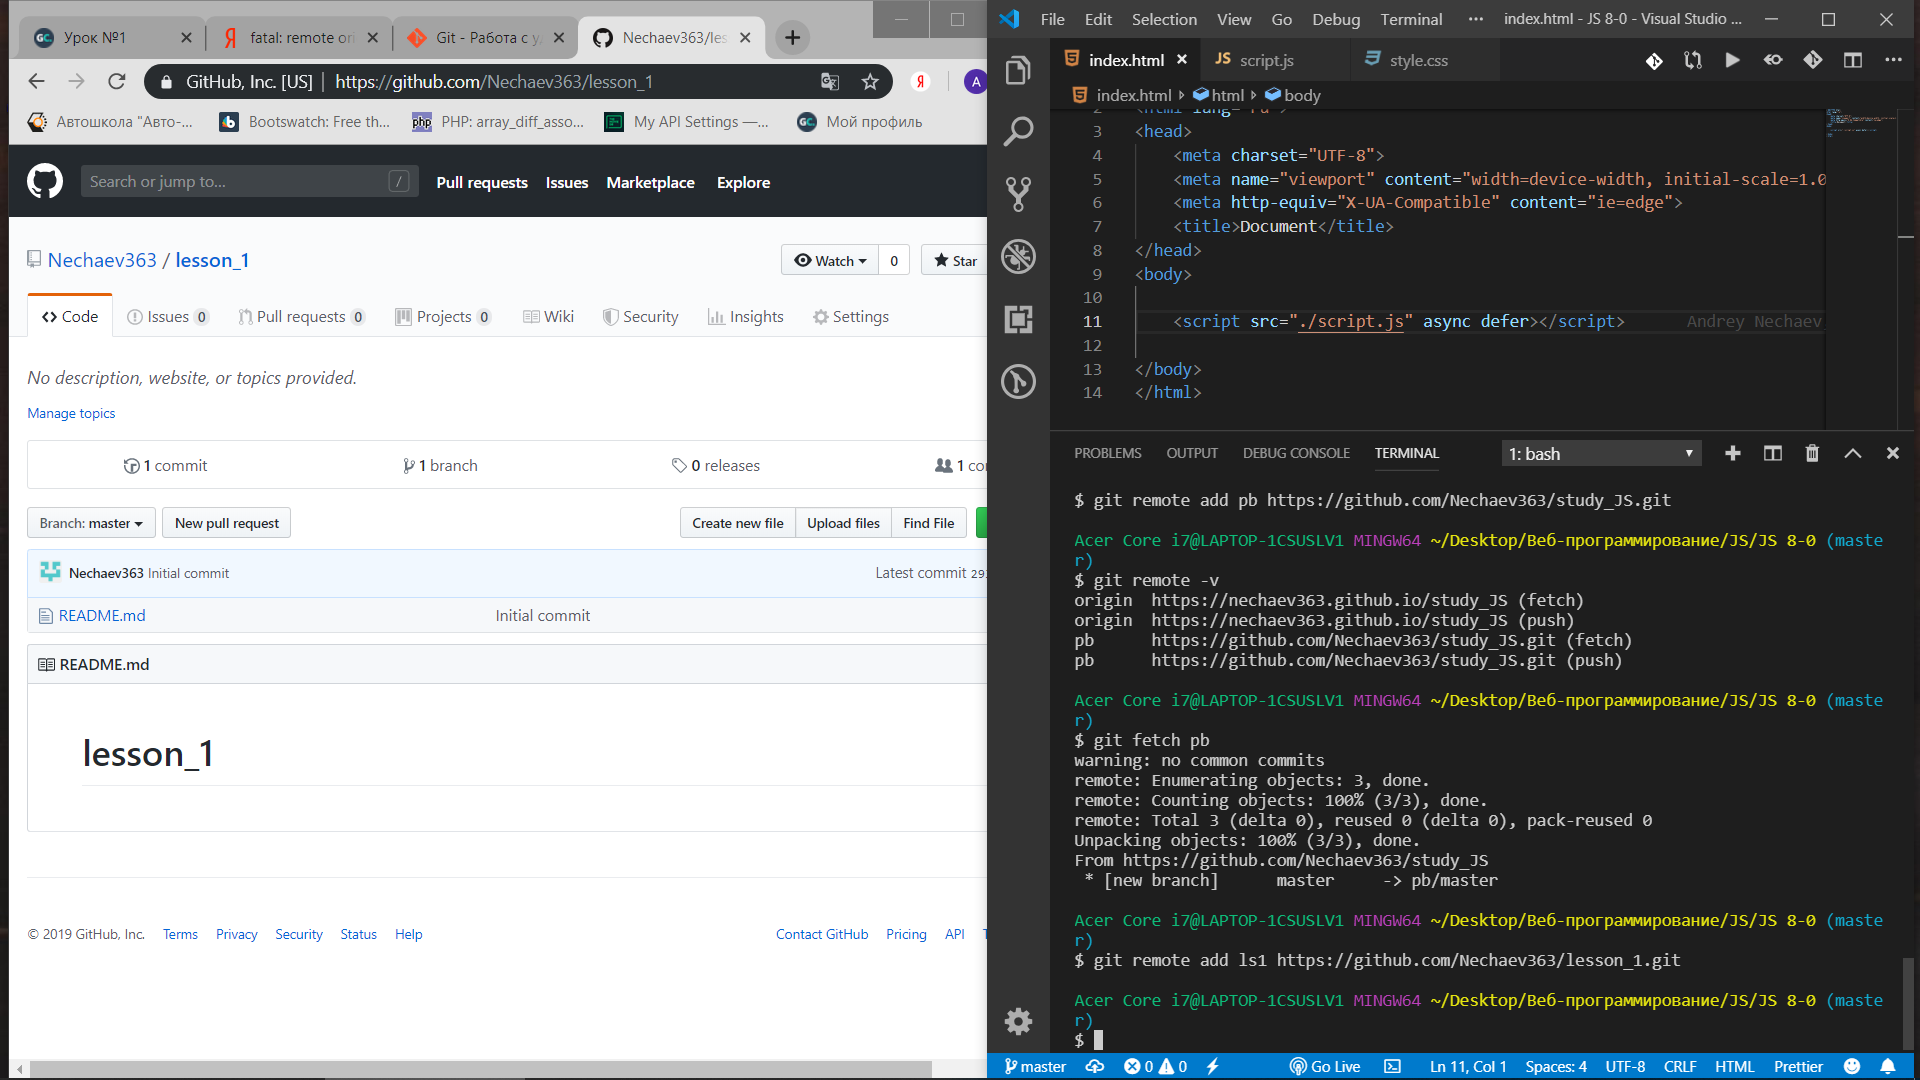 Урок №1
fatal: remote ori
Git - Работа с у
Nechaev363/les
GitHub, Inc. [US] | https://github.com/Nechaev363/lesson_1
Автошкола "Авто-...
Bootswatch: Free th...
PHP: array_diff_asso...
My API Settings —...
Мой профиль
Search or jump to... /
Pull requests Issues Marketplace Explore
Nechaev363 / lesson_1
Watch 0 Star
Code Issues 0 Pull requests 0 Projects 0 Wiki Security Insights Settings
No description, website, or topics provided.
Manage topics
1 commit 1 branch 0 releases 1 co
Branch: master New pull request Create new file Upload files Find File
Nechaev363 Initial commit Latest commit 29
README.md Initial commit
README.md
lesson_1
© 2019 GitHub, Inc. Terms Privacy Security Status Help Contact GitHub Pricing API
File Edit Selection View Go Debug Terminal ··· index.html - JS 8-0 - Visual Studio ...
index.html JS script.js style.css
index.html › html › body
2 <html lang="ru">
3 <head>
4 <meta charset="UTF-8">
5 <meta name="viewport" content="width=device-width, initial-scale=1.0
6 <meta http-equiv="X-UA-Compatible" content="ie=edge">
7 <title>Document</title>
8 </head>
9 <body>
10
11 <script src="./script.js" async defer></script> Andrey Nechaev
12
13 </body>
14 </html>
PROBLEMS OUTPUT DEBUG CONSOLE TERMINAL 1: bash
$ git remote add pb https://github.com/Nechaev363/study_JS.git
Acer Core i7@LAPTOP-1CSUSLV1 MINGW64 ~/Desktop/Веб-программирование/JS/JS 8-0 (maste
r)
$ git remote -v
origin https://nechaev363.github.io/study_JS (fetch)
origin https://nechaev363.github.io/study_JS (push)
pb https://github.com/Nechaev363/study_JS.git (fetch)
pb https://github.com/Nechaev363/study_JS.git (push)
Acer Core i7@LAPTOP-1CSUSLV1 MINGW64 ~/Desktop/Веб-программирование/JS/JS 8-0 (maste
r)
$ git fetch pb
warning: no common commits
remote: Enumerating objects: 3, done.
remote: Counting objects: 100% (3/3), done.
remote: Total 3 (delta 0), reused 0 (delta 0), pack-reused 0
Unpacking objects: 100% (3/3), done.
From https://github.com/Nechaev363/study_JS
* [new branch] master -> pb/master
Acer Core i7@LAPTOP-1CSUSLV1 MINGW64 ~/Desktop/Веб-программирование/JS/JS 8-0 (maste
r)
$ git remote add ls1 https://github.com/Nechaev363/lesson_1.git
Acer Core i7@LAPTOP-1CSUSLV1 MINGW64 ~/Desktop/Веб-программирование/JS/JS 8-0 (maste
r)
$
master 0 0 Go Live Ln 11, Col 1 Spaces: 4 UTF-8 CRLF HTML Prettier